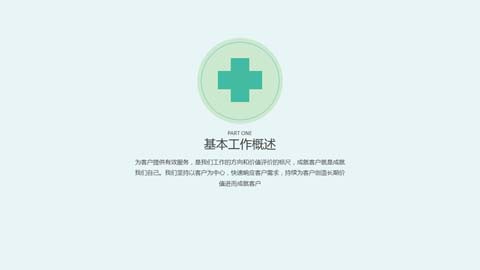 PART ONE
基本工作概述
为客户提供有效服务，是我们工作的方向和价值评价的标尺，成就客户就是成就
我们自己。我们坚持以客户为中心，快速响应客户需求，持续为客户创造长期价
值进而成就客户